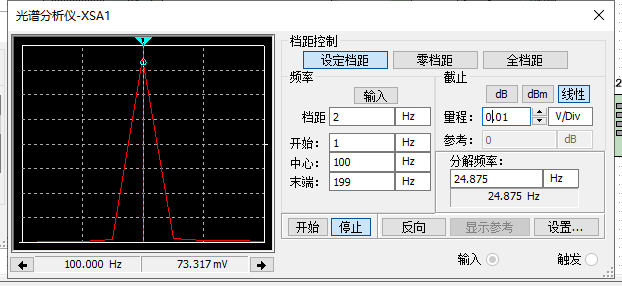 光谱分析仪-XSA1
档距控制
设定档距 零档距 全档距
频率
输入
档距 2 Hz
开始: 1 Hz
中心: 100 Hz
末端: 199 Hz
截止
dB dBm 线性
量程: 0.01 V/Div
参考: 0 dB
分解频率:
24.875 Hz
24.875 Hz
开始 停止 反向 显示参考 设置...
100.000 Hz 73.317 mV
输入 触发